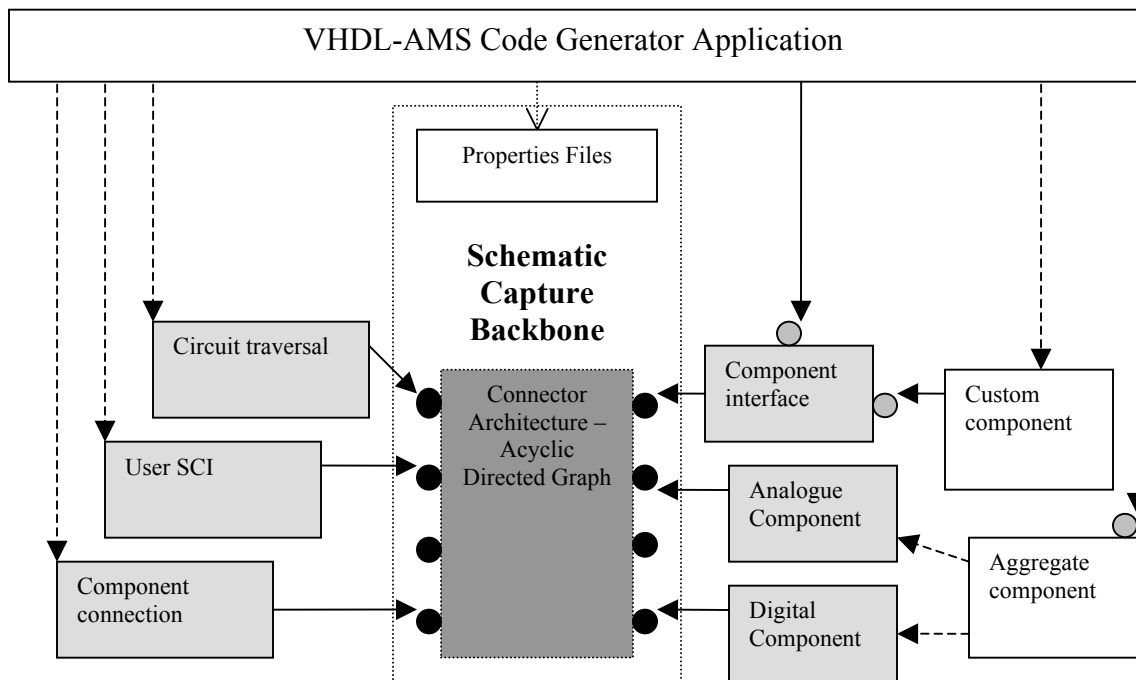 VHDL-AMS Code Generator Application
Properties Files
Schematic
Capture
Backbone
Circuit traversal
User SCI
Component
connection
Connector
Architecture –
Acyclic
Directed Graph
Component
interface
Custom
component
Analogue
Component
Aggregate
component
Digital
Component